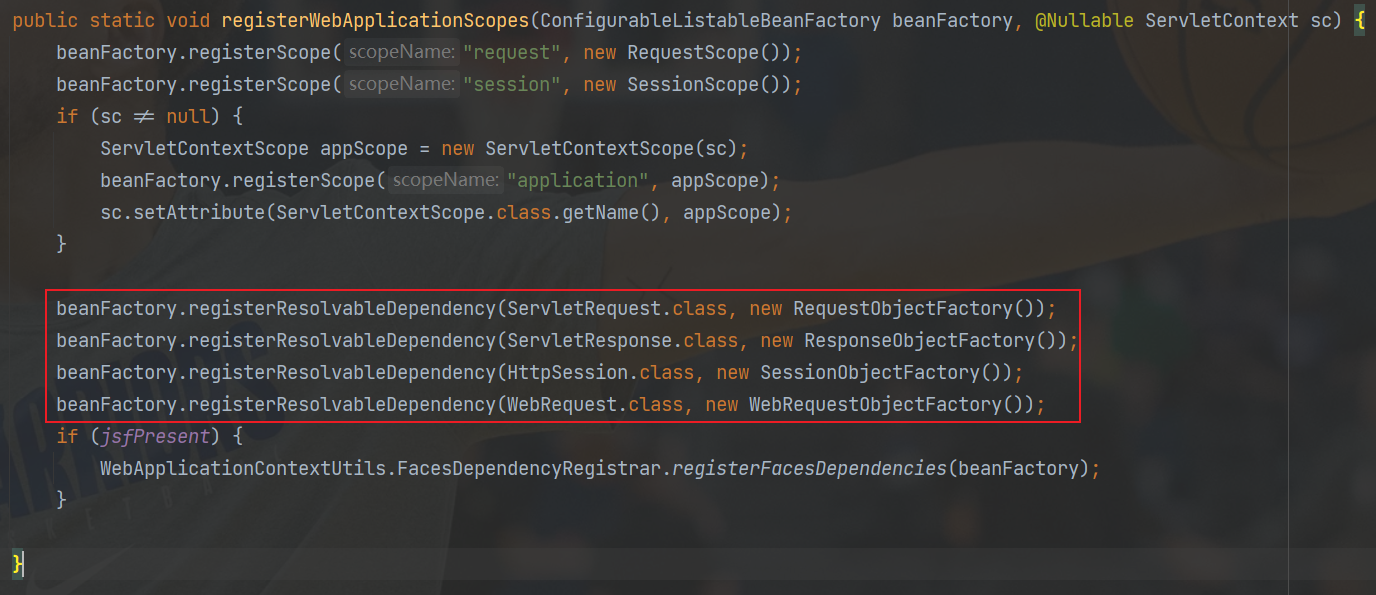 public static void registerWebApplicationScopes(ConfigurableListableBeanFactory beanFactory, @Nullable ServletContext sc) {
    beanFactory.registerScope( scopeName: "request", new RequestScope());
    beanFactory.registerScope( scopeName: "session", new SessionScope());
    if (sc ≠ null) {
        ServletContextScope appScope = new ServletContextScope(sc);
        beanFactory.registerScope( scopeName: "application", appScope);
        sc.setAttribute(ServletContextScope.class.getName(), appScope);
    }
    beanFactory.registerResolvableDependency(ServletRequest.class, new RequestObjectFactory());
    beanFactory.registerResolvableDependency(ServletResponse.class, new ResponseObjectFactory());
    beanFactory.registerResolvableDependency(HttpSession.class, new SessionObjectFactory());
    beanFactory.registerResolvableDependency(WebRequest.class, new WebRequestObjectFactory());
    if (jsfPresent) {
        WebApplicationContextUtils.FacesDependencyRegistrar.registerFacesDependencies(beanFactory);
    }
}